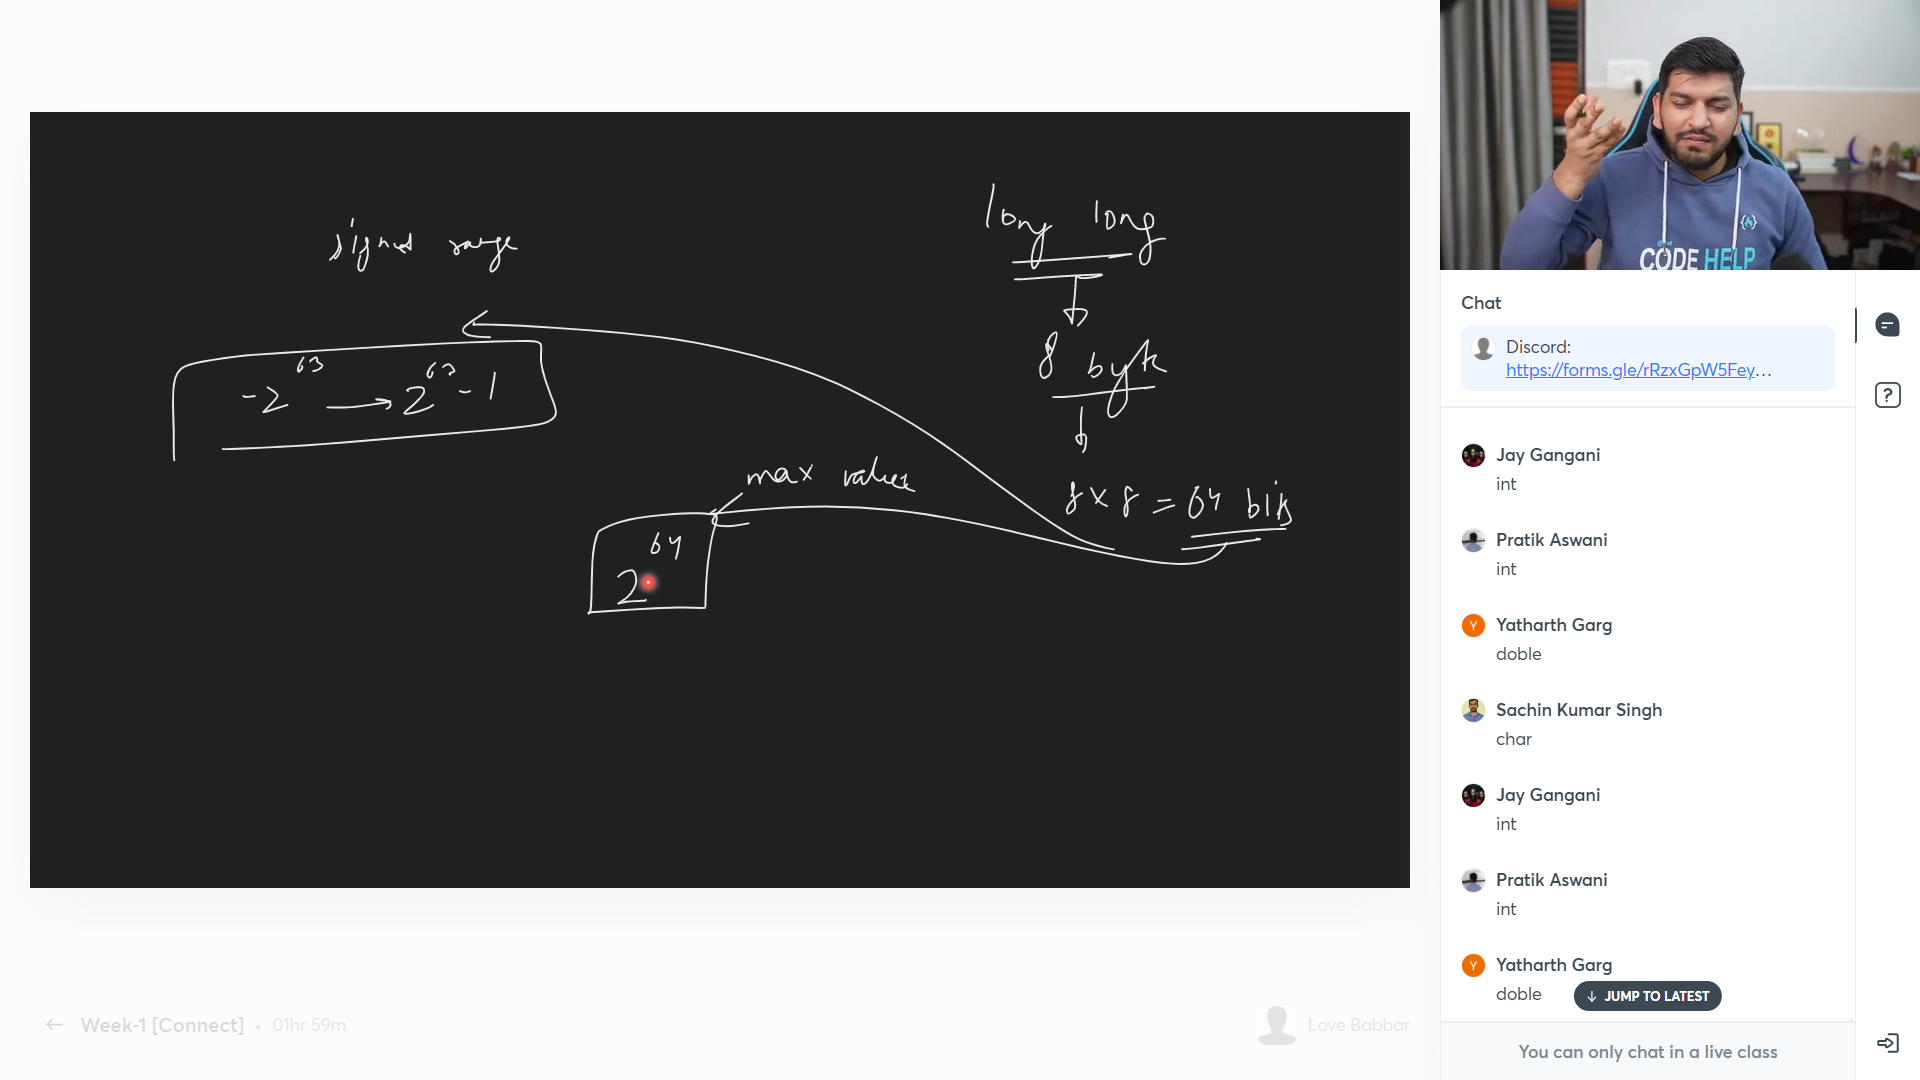 signed range
-2^63 → 2^63 - 1
long long
8 byte
8 × 8 = 64 bits
max value
2^64
CODE HELP
Chat
Discord:
https://forms.gle/rRzxGpW5Fey...
Jay Gangani
int
Pratik Aswani
int
Y
Yatharth Garg
doble
Sachin Kumar Singh
char
Jay Gangani
int
Pratik Aswani
int
Y
Yatharth Garg
doble
↓ JUMP TO LATEST
You can only chat in a live class
← Week-1 [Connect] • 01hr 59m
Love Babbar